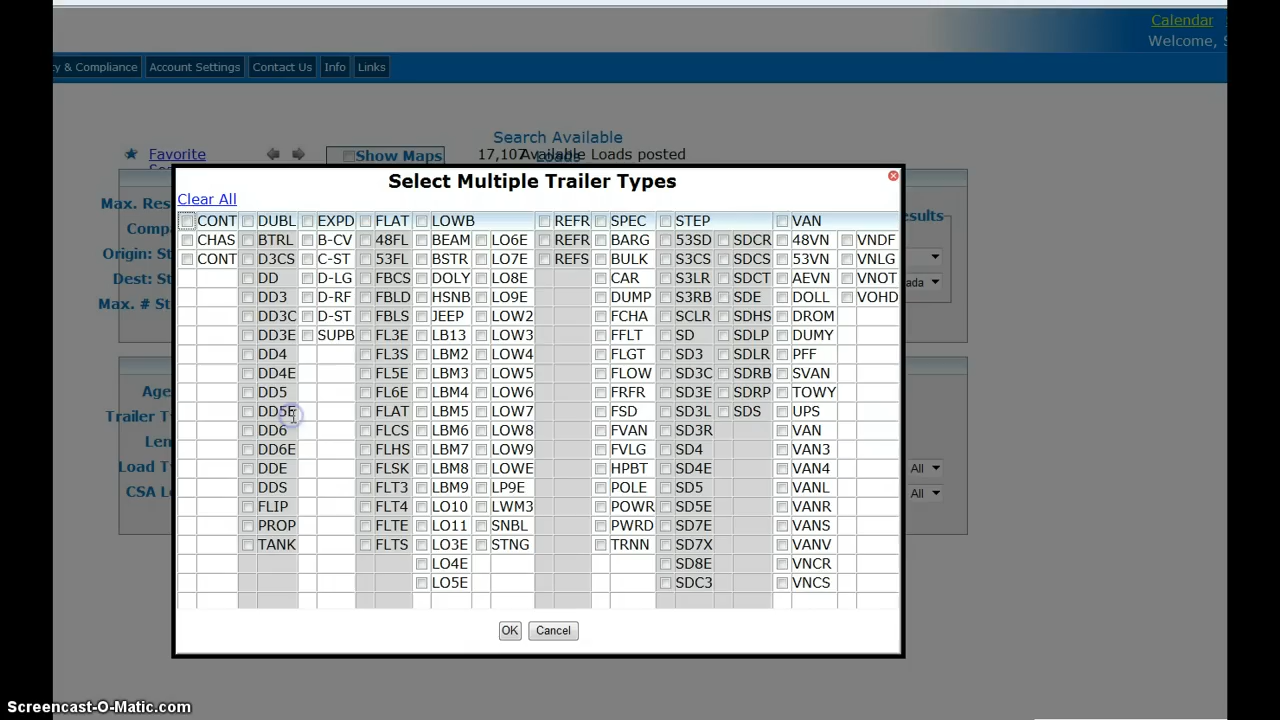 Calendar
Welcome, S
y & Compliance Account Settings Contact Us Info Links
Search Available
Favorite Show Maps 17,107 Available Loads posted
Select Multiple Trailer Types
Clear All
Max. Res
Comp
Origin: St
Dest: St
Max. # St
Age
Trailer T
Len
Load T
CSA L
sults
ada
All
All
CONT DUBL EXPD FLAT LOWB REFR SPEC STEP VAN
CHAS BTRL B-CV 48FL BEAM LO6E REFR BARG 53SD SDCR 48VN VNDF
CONT D3CS C-ST 53FL BSTR LO7E REFS BULK S3CS SDCS 53VN VNLG
DD D-LG FBCS DOLY LO8E CAR S3LR SDCT AEVN VNOT
DD3 D-RF FBLD HSNB LO9E DUMP S3RB SDE DOLL VOHD
DD3C D-ST FBLS JEEP LOW2 FCHA SCLR SDHS DROM
DD3E SUPB FL3E LB13 LOW3 FFLT SD SDLP DUMY
DD4 FL3S LBM2 LOW4 FLGT SD3 SDLR PFF
DD4E FL5E LBM3 LOW5 FLOW SD3C SDRB SVAN
DD5 FL6E LBM4 LOW6 FRFR SD3E SDRP TOWY
DD5E FLAT LBM5 LOW7 FSD SD3L SDS UPS
DD6 FLCS LBM6 LOW8 FVAN SD3R VAN
DD6E FLHS LBM7 LOW9 FVLG SD4 VAN3
DDE FLSK LBM8 LOWE HPBT SD4E VAN4
DDS FLT3 LBM9 LP9E POLE SD5 VANL
FLIP FLT4 LO10 LWM3 POWR SD5E VANR
PROP FLTE LO11 SNBL PWRD SD7E VANS
TANK FLTS LO3E STNG TRNN SD7X VANV
LO4E SD8E VNCR
LO5E SDC3 VNCS
OK Cancel
Screencast-O-Matic.com